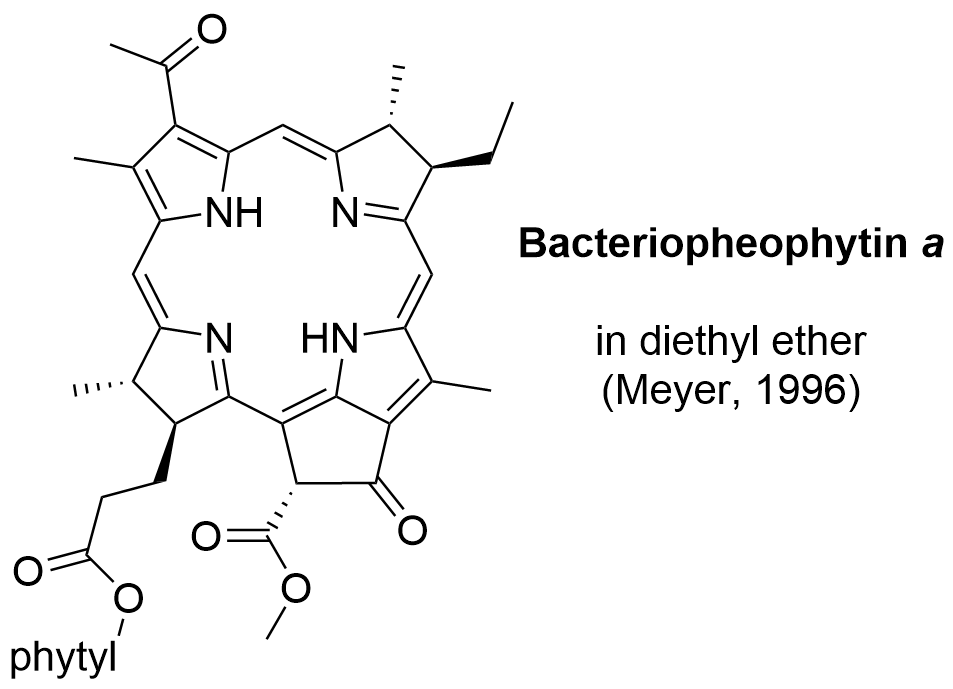 O
NH
N
Bacteriopheophytin a
N
HN
in diethyl ether
(Meyer, 1996)
O
O
O
O
O
phytyl